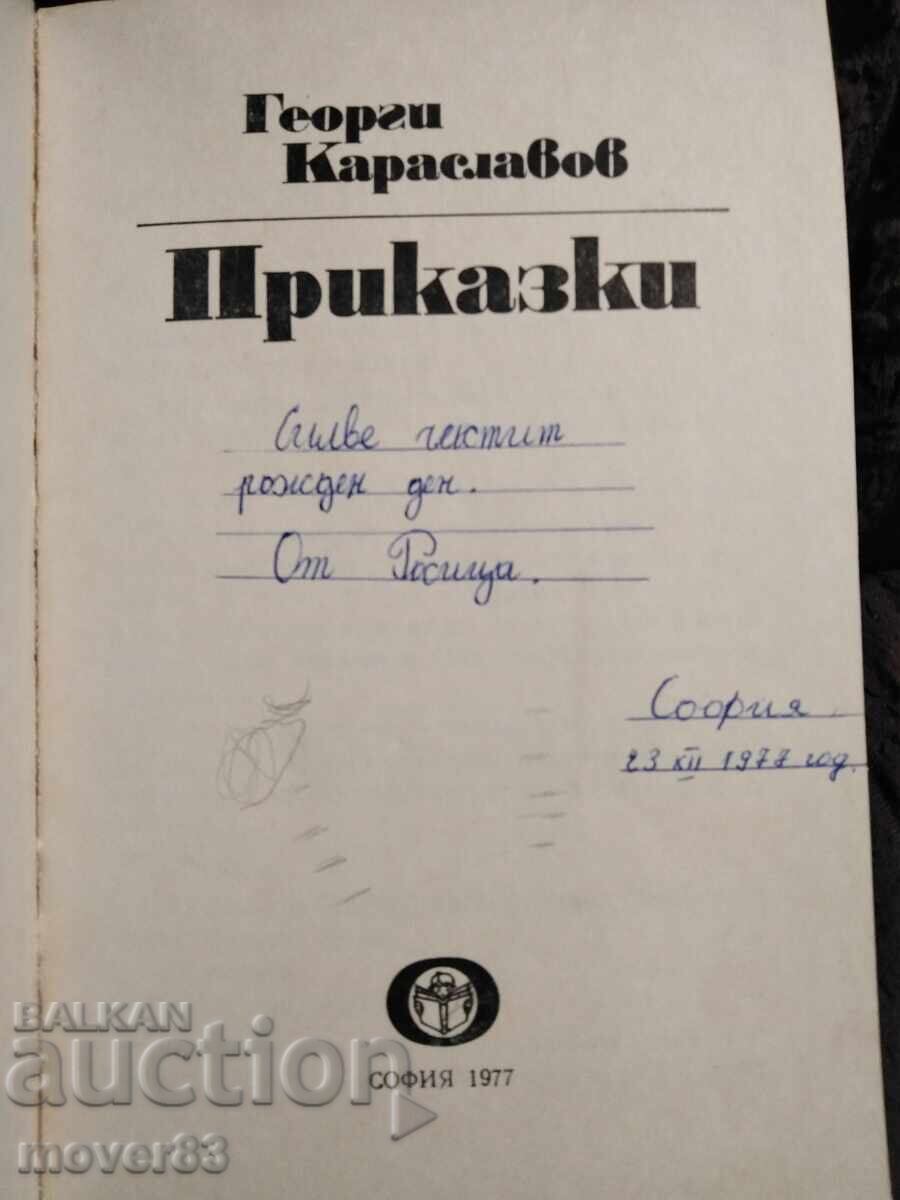 Георги
Караславов
Приказки
Силве честит
рожден ден.
От Росица.
София
23 XII 1977 год.
СОФИЯ 1977
BALKAN
auction
mover83